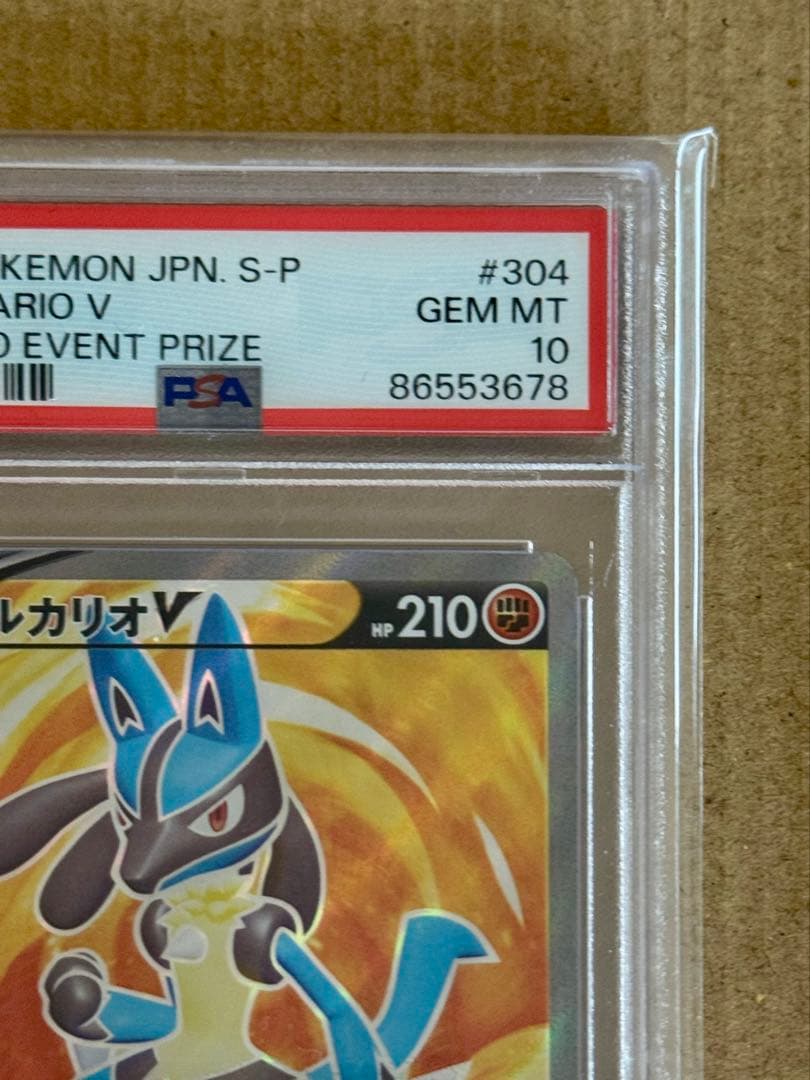 KEMON JPN. S-P #304
ARIO V GEM MT
EVENT PRIZE 10
PSA 86553678
ルカリオV HP 210